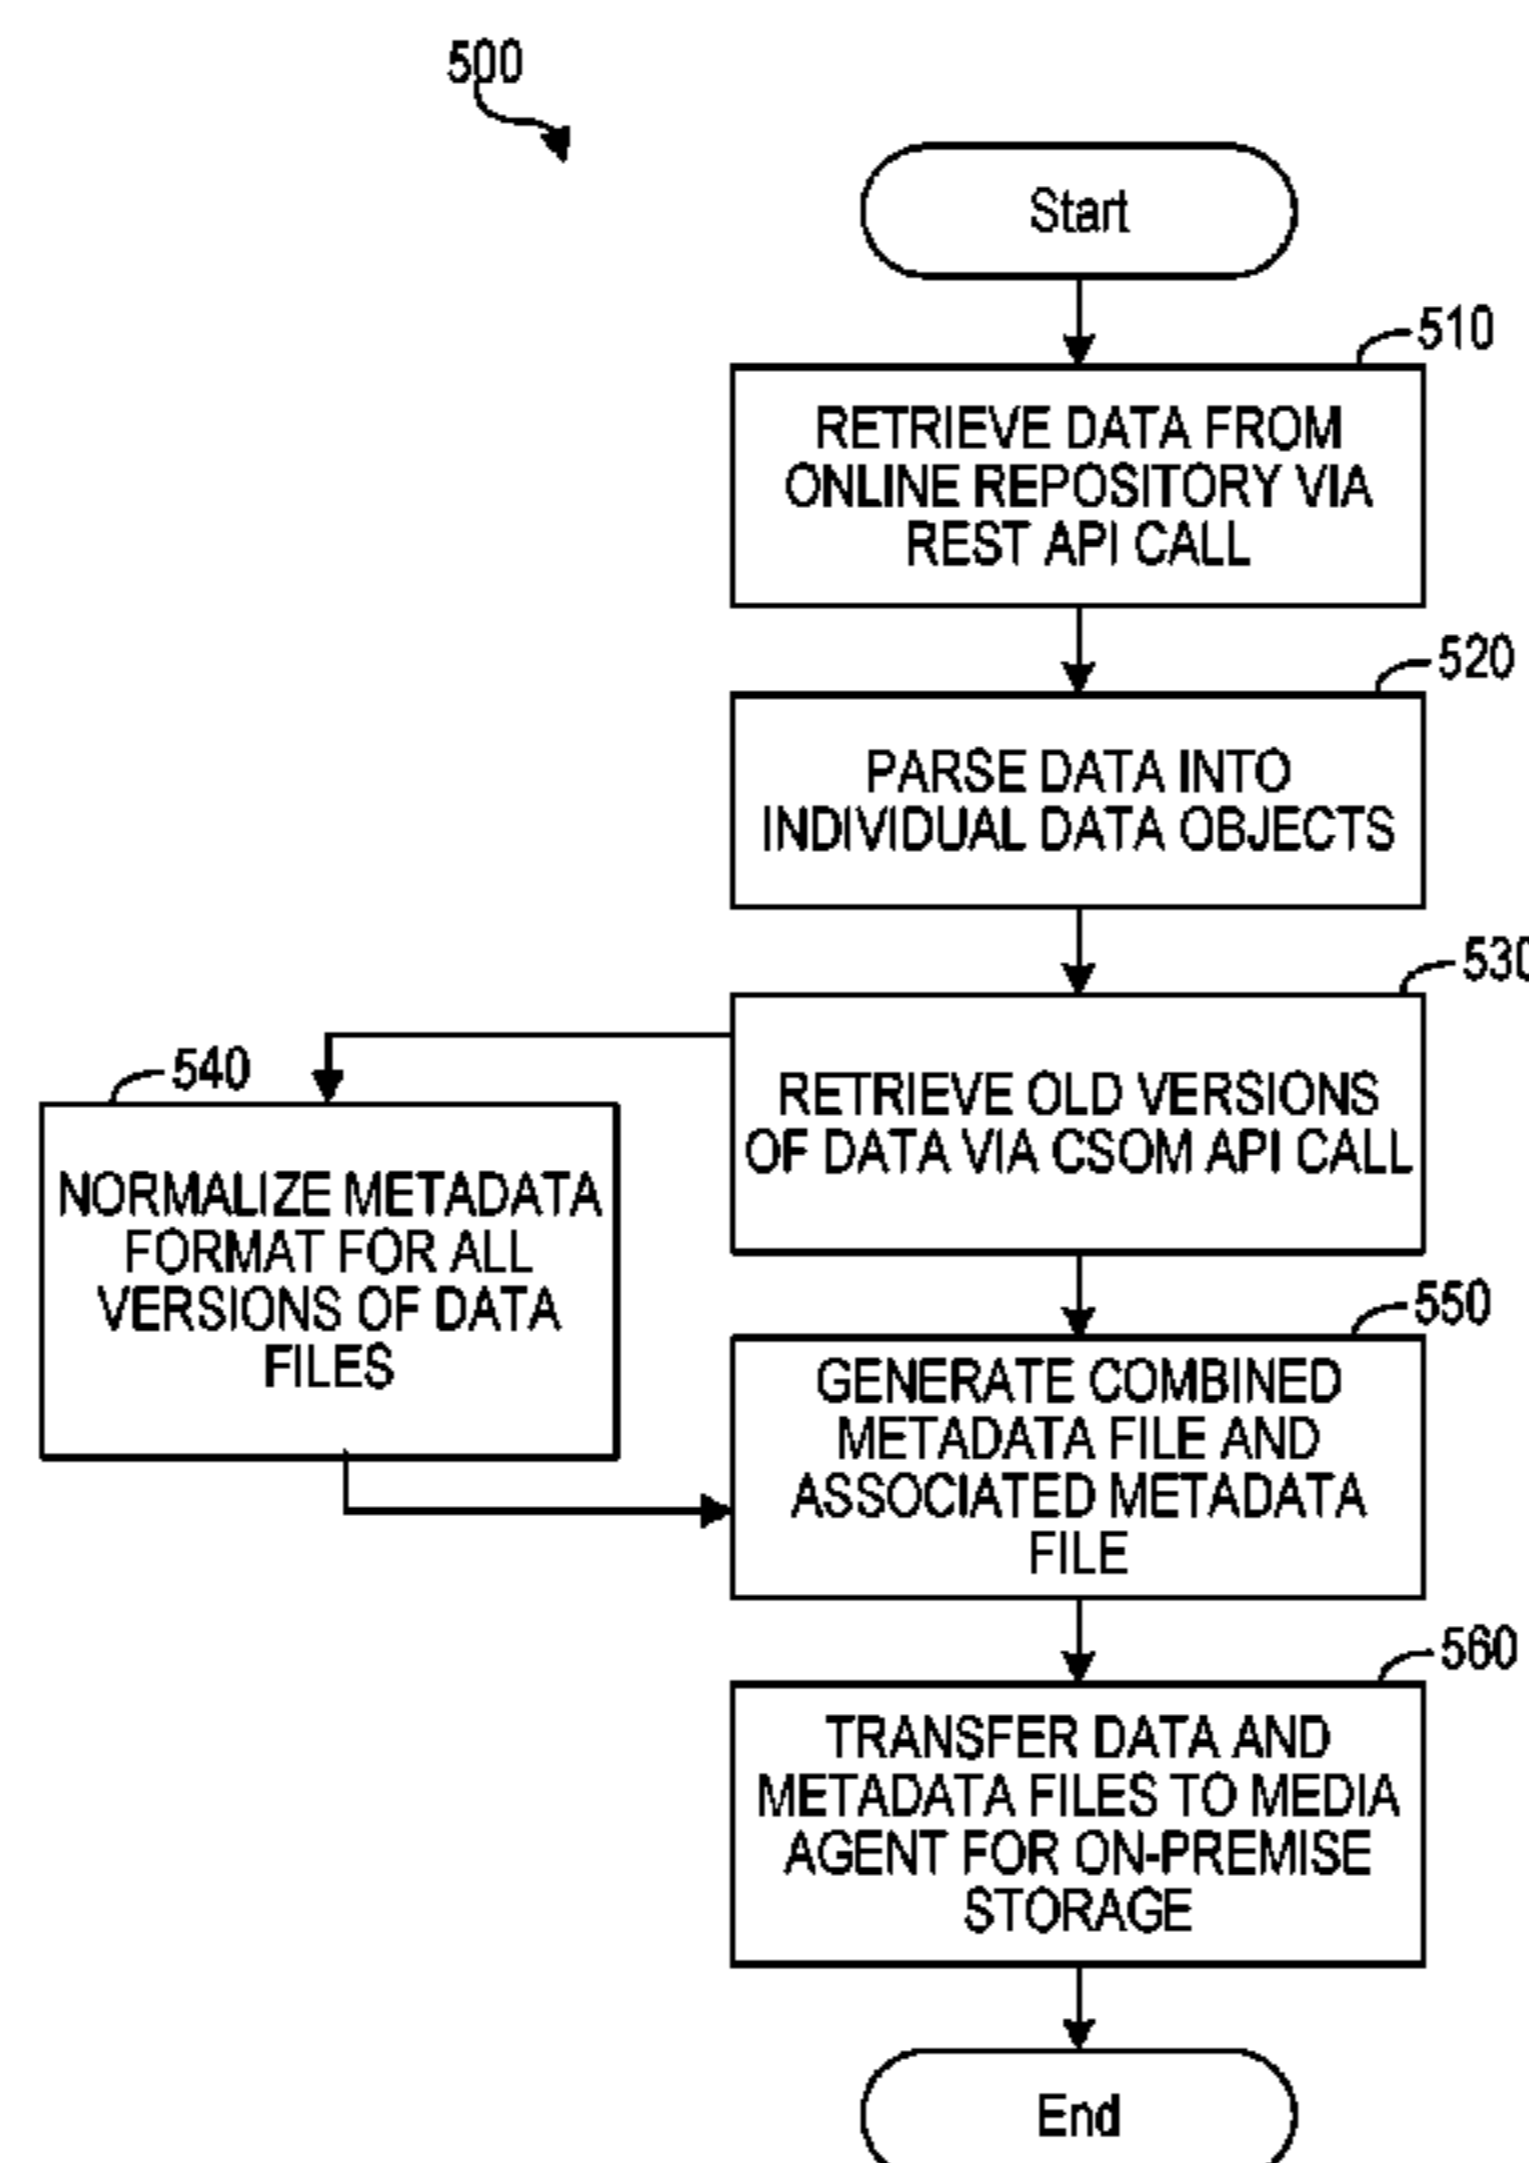 500
Start
510
RETRIEVE DATA FROM
ONLINE REPOSITORY VIA
REST API CALL
520
PARSE DATA INTO
INDIVIDUAL DATA OBJECTS
530
RETRIEVE OLD VERSIONS
OF DATA VIA CSOM API CALL
540
NORMALIZE METADATA
FORMAT FOR ALL
VERSIONS OF DATA
FILES
550
GENERATE COMBINED
METADATA FILE AND
ASSOCIATED METADATA
FILE
560
TRANSFER DATA AND
METADATA FILES TO MEDIA
AGENT FOR ON-PREMISE
STORAGE
End